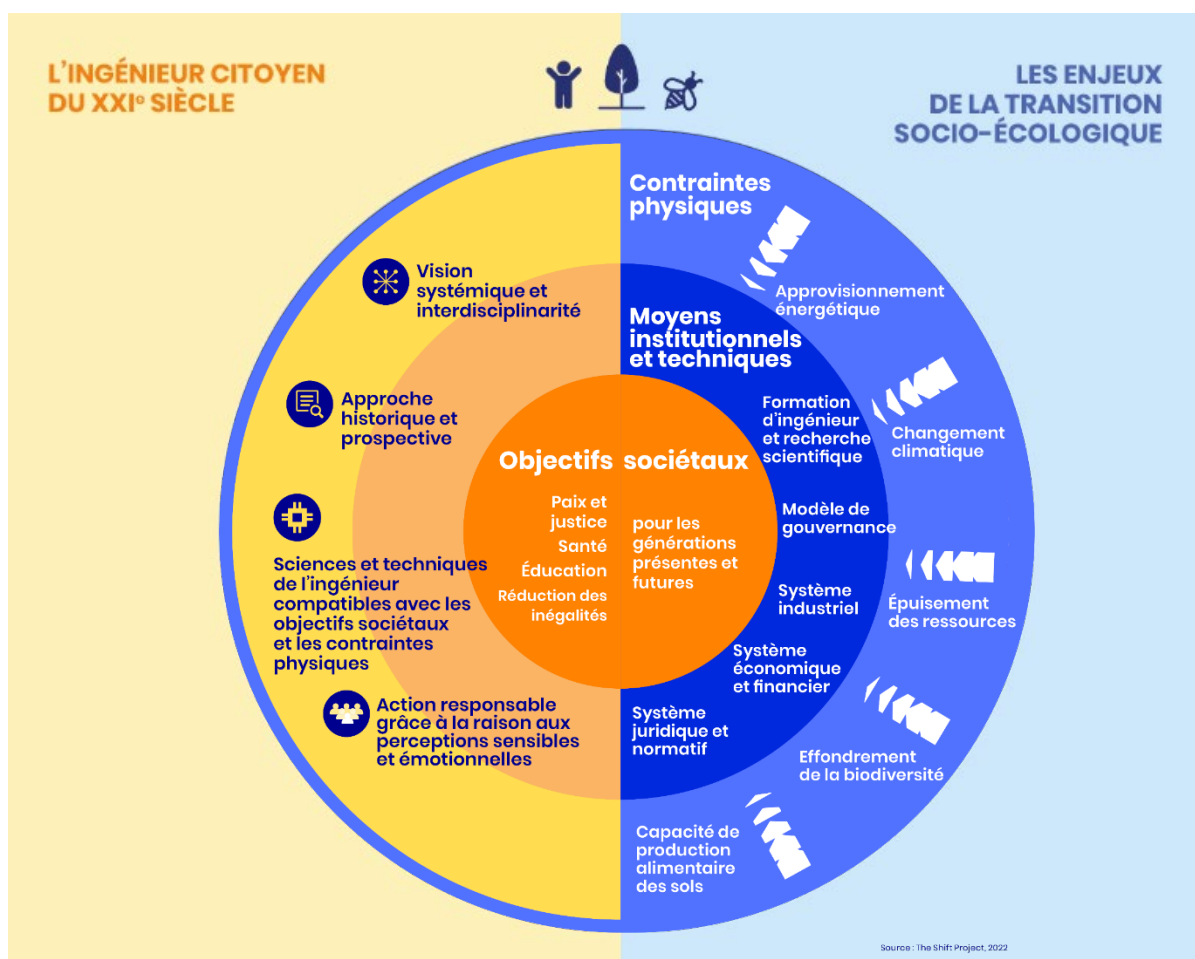 L'INGÉNIEUR CITOYEN
DU XXIᵉ SIÈCLE
LES ENJEUX
DE LA TRANSITION
SOCIO-ÉCOLOGIQUE
Vision
systémique et
interdisciplinarité
Approche
historique et
prospective
Sciences et techniques
de l'ingénieur
compatibles avec les
objectifs sociétaux
et les contraintes
physiques
Action responsable
grâce à la raison aux
perceptions sensibles
et émotionnelles
Objectifs sociétaux
Paix et
justice
Santé
Éducation
Réduction des
inégalités
pour les
générations
présentes et
futures
Moyens
institutionnels
et techniques
Formation
d'ingénieur
et recherche
scientifique
Modèle de
gouvernance
Système
industriel
Système
économique
et financier
Système
juridique et
normatif
Contraintes
physiques
Approvisionnement
énergétique
Changement
climatique
Épuisement
des ressources
Effondrement
de la biodiversité
Capacité de
production
alimentaire
des sols
Source : The Shift Project, 2022